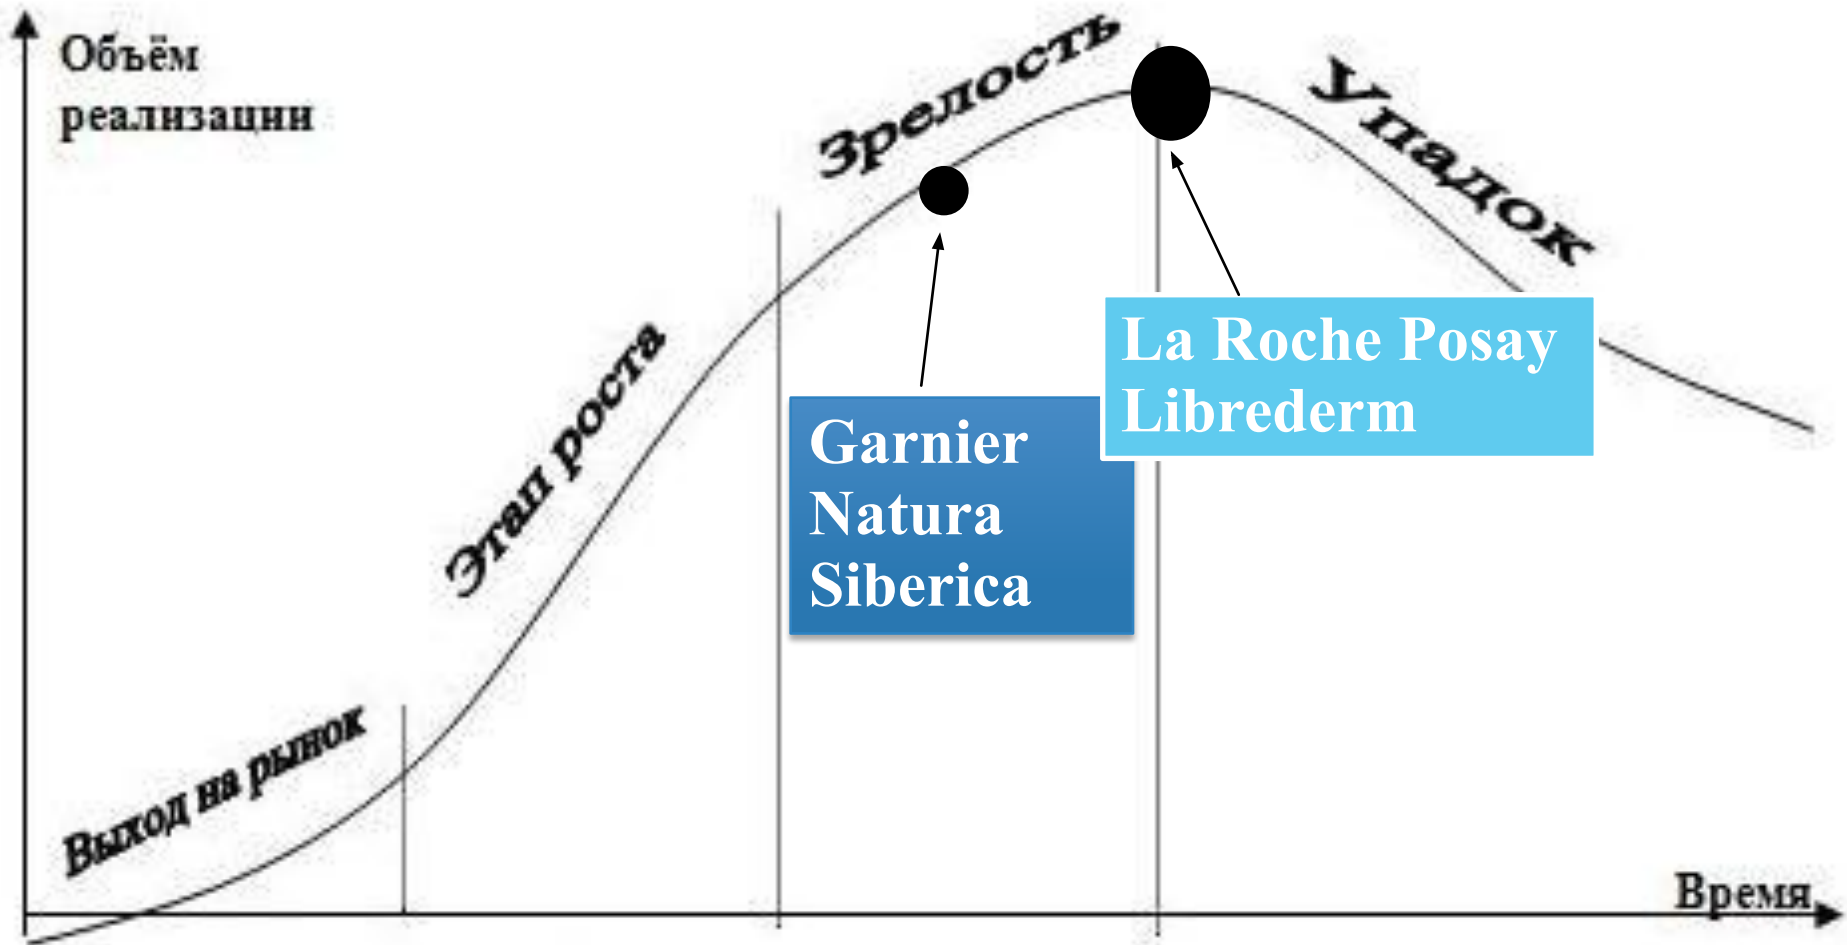 Объём
реализации
Выход на рынок
Этап роста
Зрелость
Упадок
Garnier
Natura
Siberica
La Roche Posay
Librederm
Время